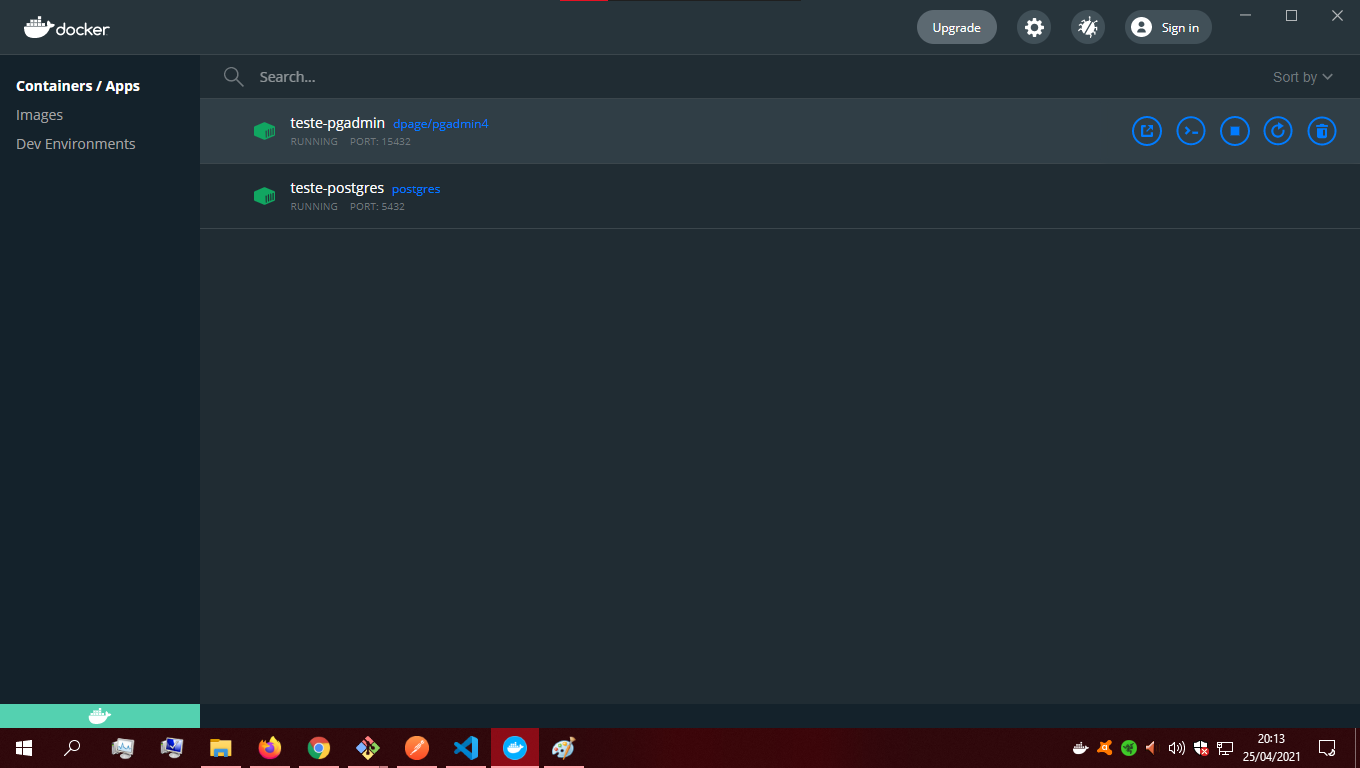 docker
Upgrade
Sign in
Containers / Apps
Images
Dev Environments
Search...
Sort by
teste-pgadmin dpage/pgadmin4
RUNNING PORT: 15432
teste-postgres postgres
RUNNING PORT: 5432
20:13
25/04/2021